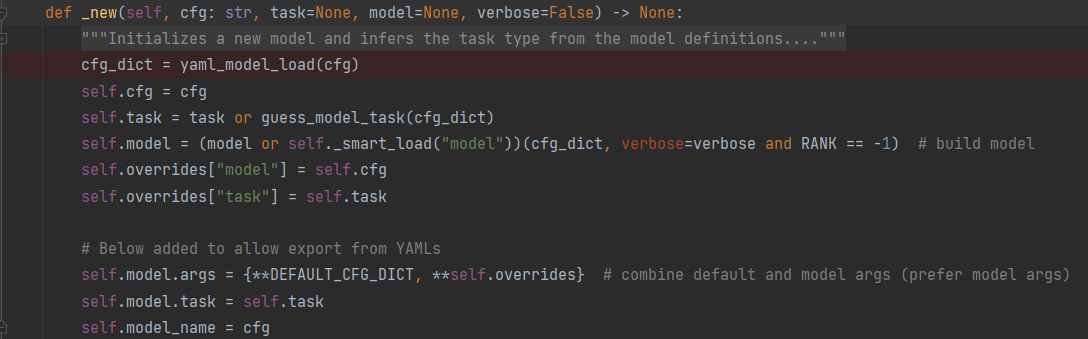 def _new(self, cfg: str, task=None, model=None, verbose=False) -> None:
    """Initializes a new model and infers the task type from the model definitions...."""
    cfg_dict = yaml_model_load(cfg)
    self.cfg = cfg
    self.task = task or guess_model_task(cfg_dict)
    self.model = (model or self._smart_load("model"))(cfg_dict, verbose=verbose and RANK == -1)  # build model
    self.overrides["model"] = self.cfg
    self.overrides["task"] = self.task

    # Below added to allow export from YAMLs
    self.model.args = {**DEFAULT_CFG_DICT, **self.overrides}  # combine default and model args (prefer model args)
    self.model.task = self.task
    self.model_name = cfg